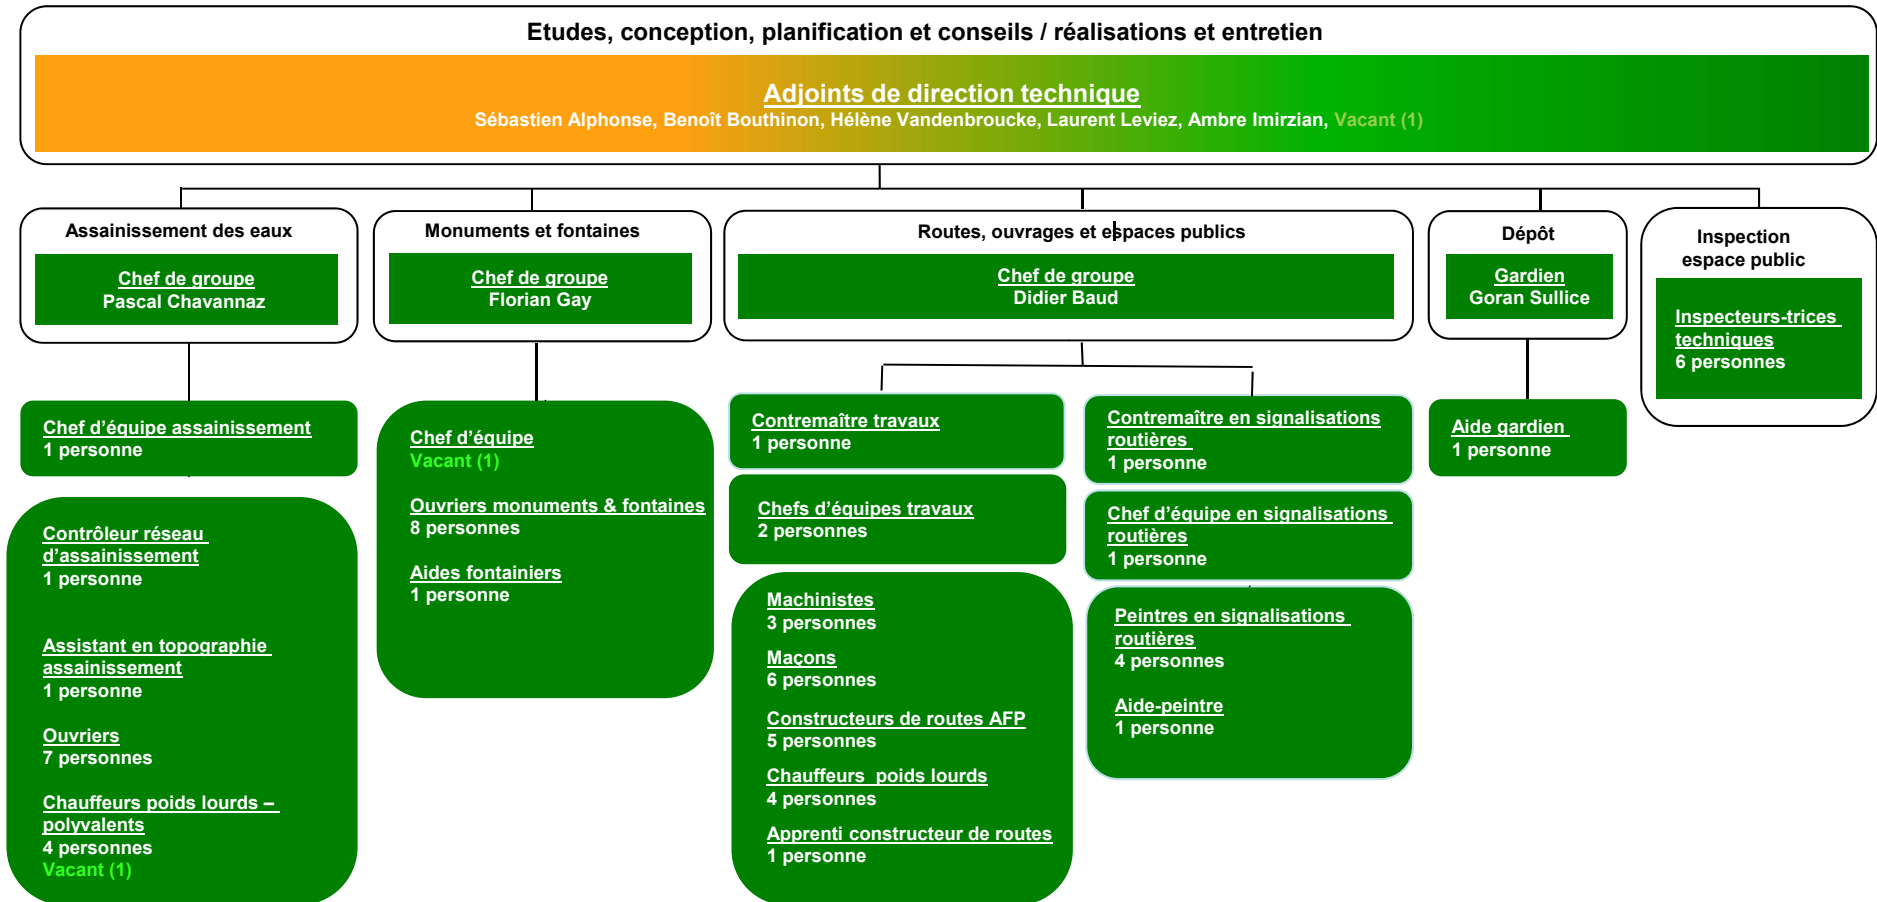 Etudes, conception, planification et conseils / réalisations et entretien
Adjoints de direction technique
Sébastien Alphonse, Benoît Bouthinon, Hélène Vandenbroucke, Laurent Leviez, Ambre Imirzian, Vacant (1)
Assainissement des eaux
Chef de groupe
Pascal Chavannaz
Monuments et fontaines
Chef de groupe
Florian Gay
Routes, ouvrages et espaces publics
Chef de groupe
Didier Baud
Dépôt
Gardien
Goran Sullice
Inspection
espace public
Inspecteurs-trices
techniques
6 personnes
Chef d'équipe assainissement
1 personne
Contrôleur réseau
d'assainissement
1 personne
Assistant en topographie
assainissement
1 personne
Ouvriers
7 personnes
Chauffeurs poids lourds –
polyvalents
4 personnes
Vacant (1)
Chef d'équipe
Vacant (1)
Ouvriers monuments & fontaines
8 personnes
Aides fontainiers
1 personne
Contremaître travaux
1 personne
Chefs d'équipes travaux
2 personnes
Machinistes
3 personnes
Maçons
6 personnes
Constructeurs de routes AFP
5 personnes
Chauffeurs poids lourds
4 personnes
Apprenti constructeur de routes
1 personne
Contremaître en signalisations
routières
1 personne
Chef d'équipe en signalisations
routières
1 personne
Peintres en signalisations
routières
4 personnes
Aide-peintre
1 personne
Aide gardien
1 personne